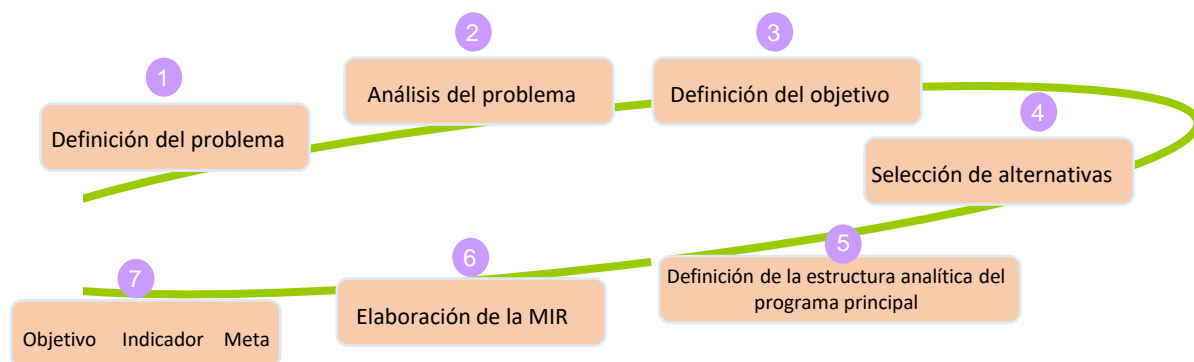 1
Definición del problema
2
Análisis del problema
3
Definición del objetivo
4
Selección de alternativas
5
Definición de la estructura analítica del
programa principal
6
Elaboración de la MIR
7
Objetivo Indicador Meta